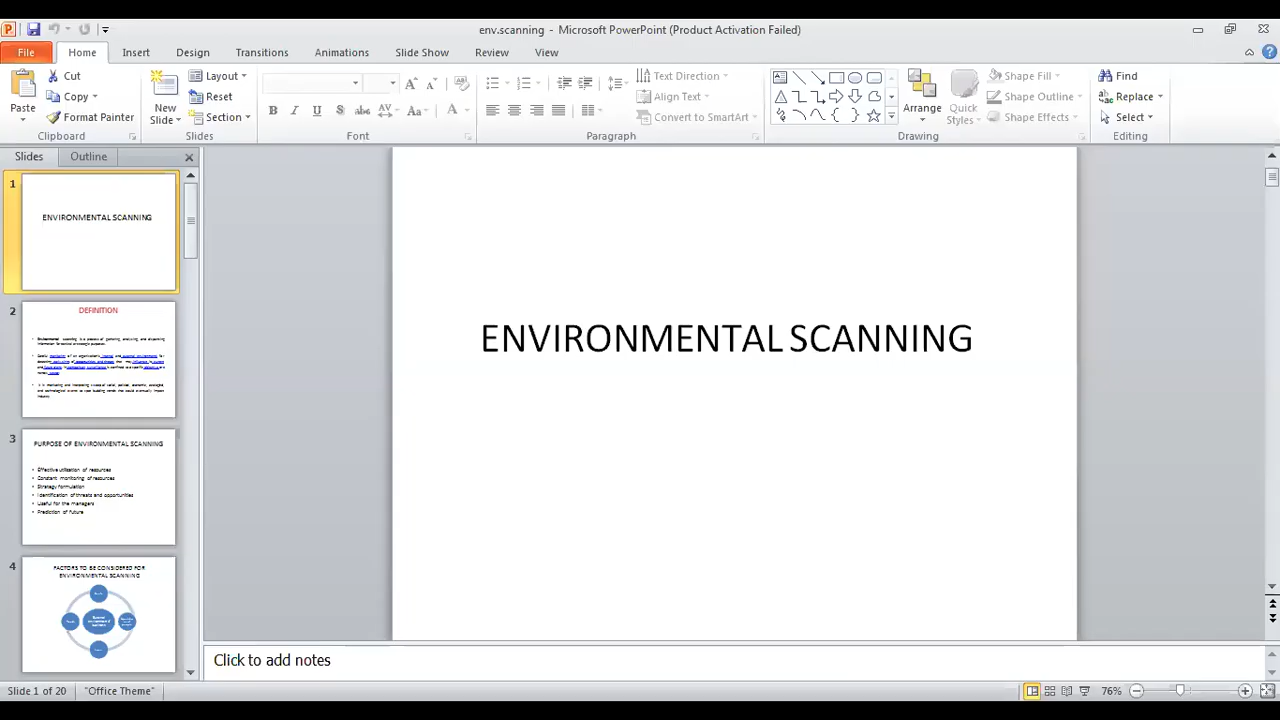 env.scanning - Microsoft PowerPoint (Product Activation Failed)
File Home Insert Design Transitions Animations Slide Show Review View
Paste
Cut
Copy
Format Painter
Clipboard
New Slide
Layout
Reset
Section
Slides
Font
Text Direction
Align Text
Convert to SmartArt
Paragraph
Arrange
Quick Styles
Shape Fill
Shape Outline
Shape Effects
Drawing
Find
Replace
Select
Editing
Slides Outline
1
ENVIRONMENTAL SCANNING
2
DEFINITION
3
PURPOSE OF ENVIRONMENTAL SCANNING
• Effective utilization of resources
• Constant monitoring of resources
• Strategy formulation
• Identification of threats and opportunities
• Useful for the managers
• Prediction of future
4
FACTORS TO BE CONSIDERED FOR
ENVIRONMENTAL SCANNING
ENVIRONMENTAL SCANNING
Click to add notes
Slide 1 of 20 "Office Theme" 76%